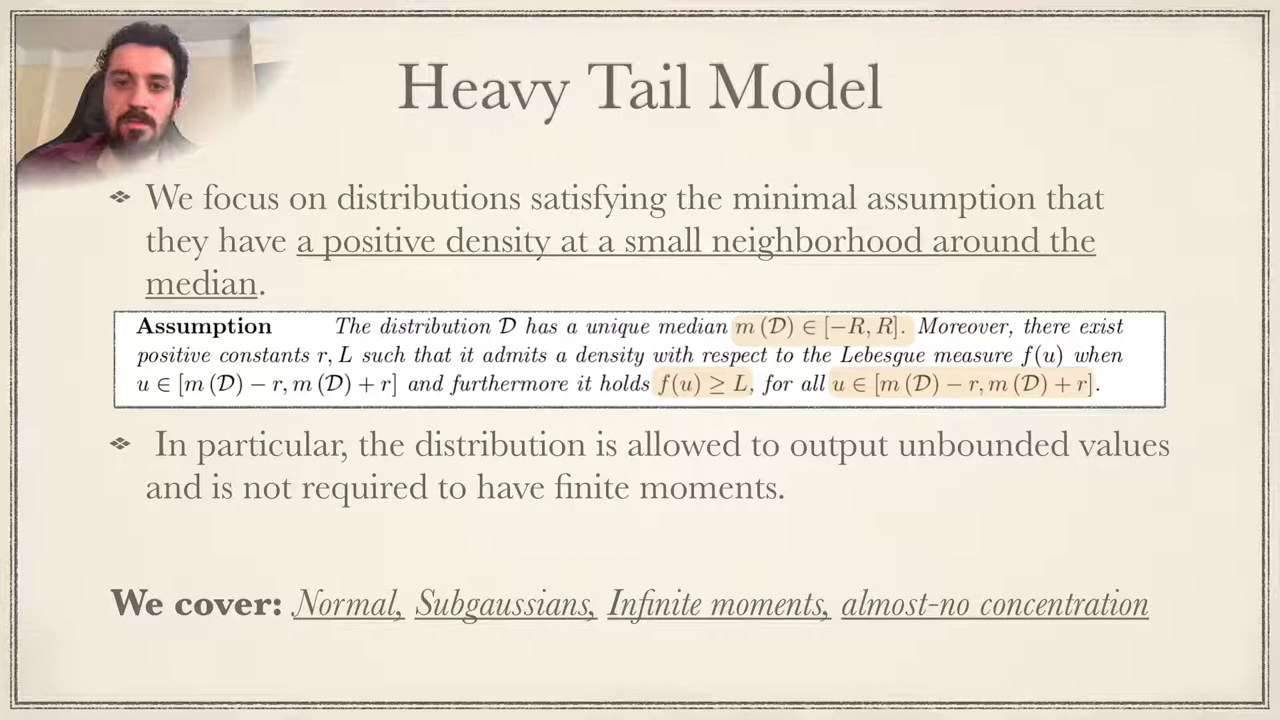 Heavy Tail Model
❖ We focus on distributions satisfying the minimal assumption that
they have a positive density at a small neighborhood around the
median.
Assumption The distribution 𝒟 has a unique median m (𝒟) ∈ [−R, R]. Moreover, there exist
positive constants r, L such that it admits a density with respect to the Lebesgue measure f(u) when
u ∈ [m (𝒟) − r, m (𝒟) + r] and furthermore it holds f(u) ≥ L, for all u ∈ [m (𝒟) − r, m (𝒟) + r].
❖ In particular, the distribution is allowed to output unbounded values
and is not required to have finite moments.
We cover: Normal, Subgaussians, Infinite moments, almost-no concentration